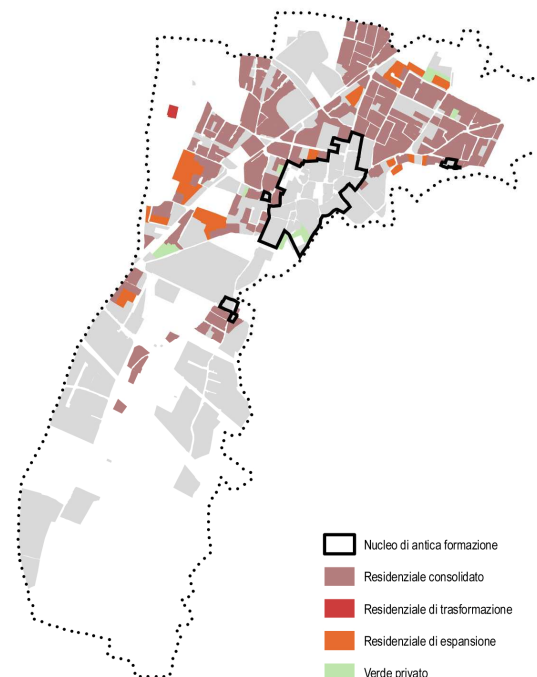 Nucleo di antica formazione
Residenziale consolidato
Residenziale di trasformazione
Residenziale di espansione
Verde privato